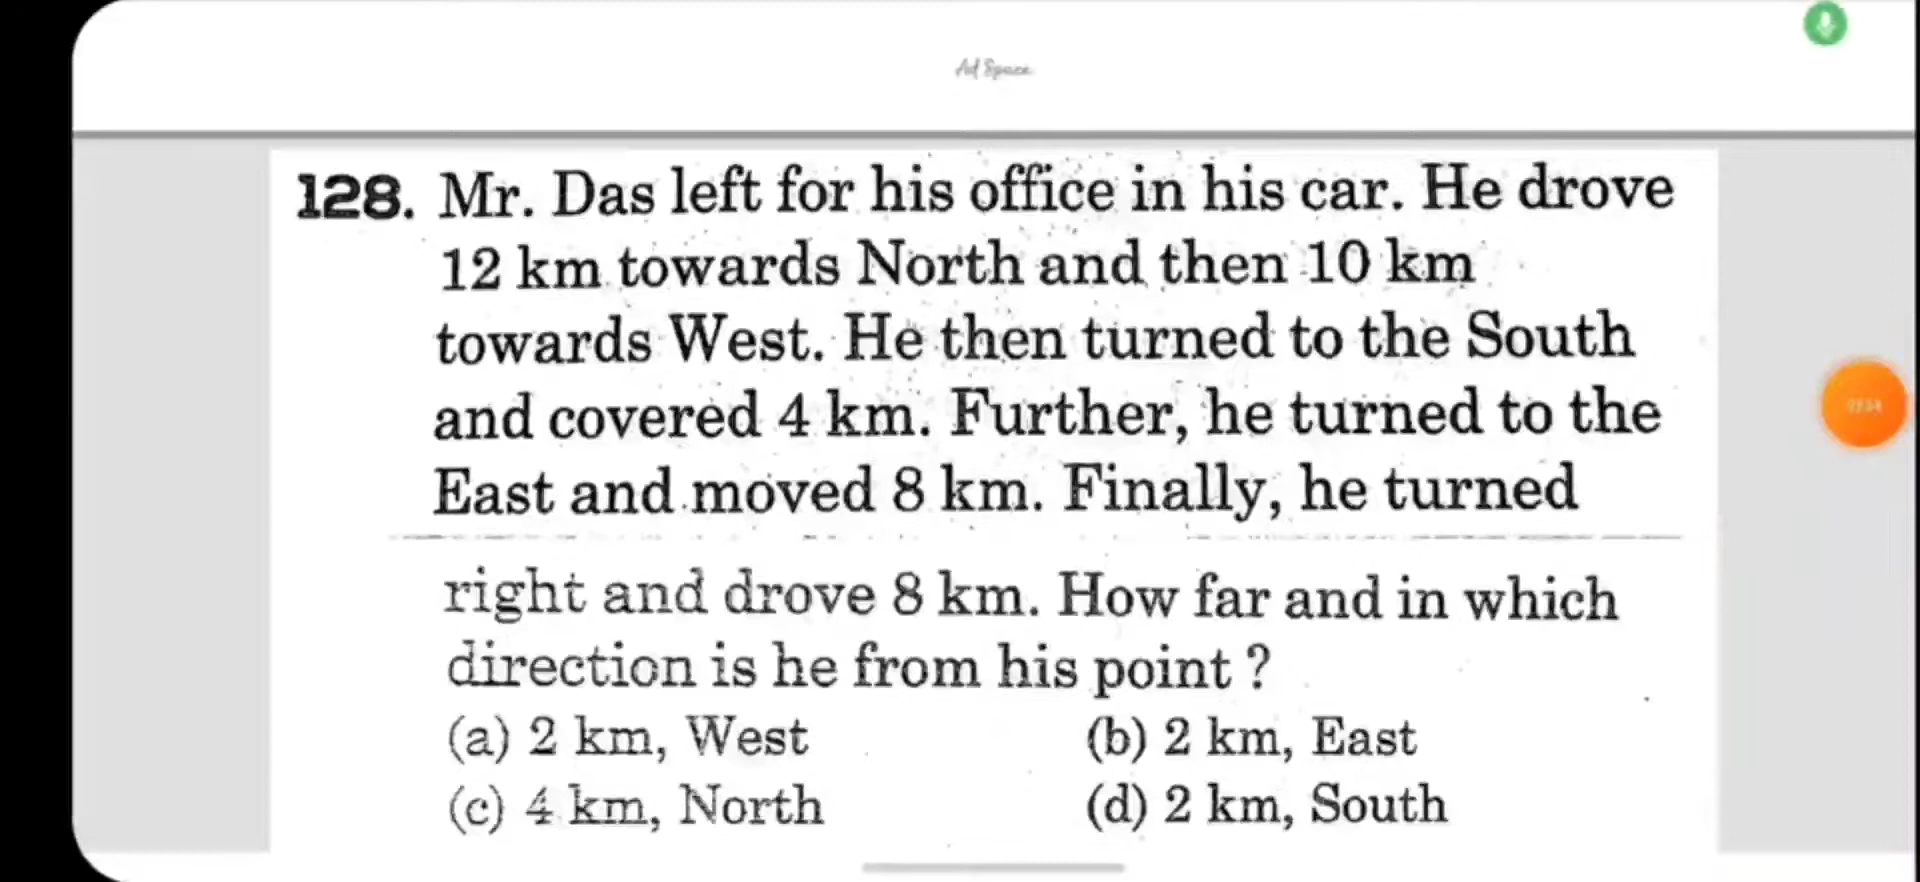 Ad Space
128. Mr. Das left for his office in his car. He drove
12 km towards North and then 10 km
towards West. He then turned to the South
and covered 4 km. Further, he turned to the
East and moved 8 km. Finally, he turned
right and drove 8 km. How far and in which
direction is he from his point ?
(a) 2 km, West (b) 2 km, East
(c) 4 km, North (d) 2 km, South